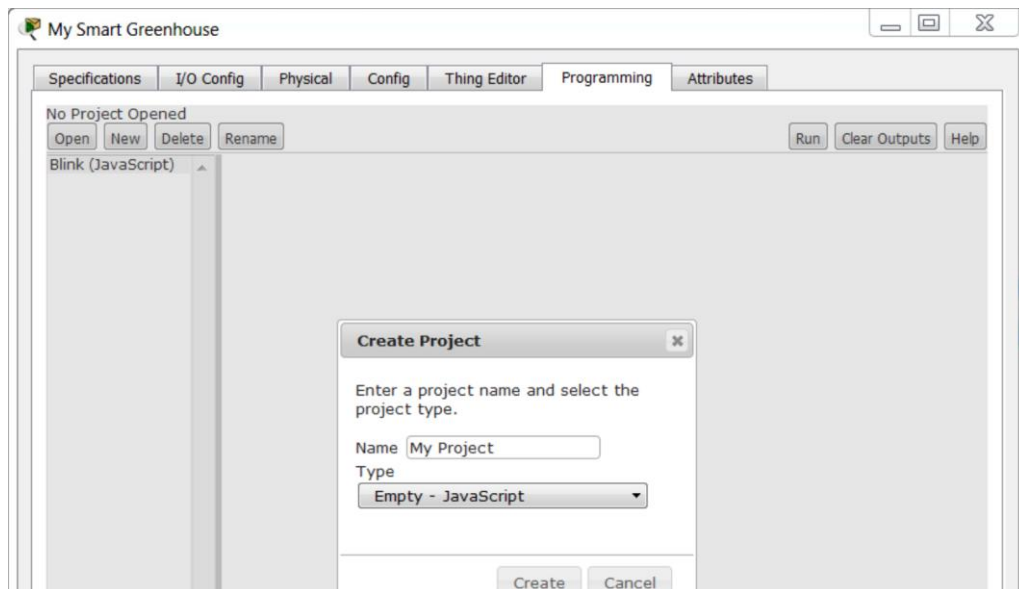 My Smart Greenhouse
Specifications I/O Config Physical Config Thing Editor Programming Attributes
No Project Opened
Open New Delete Rename Run Clear Outputs Help
Blink (JavaScript)
Create Project
Enter a project name and select the
project type.
Name My Project
Type
Empty - JavaScript
Create Cancel